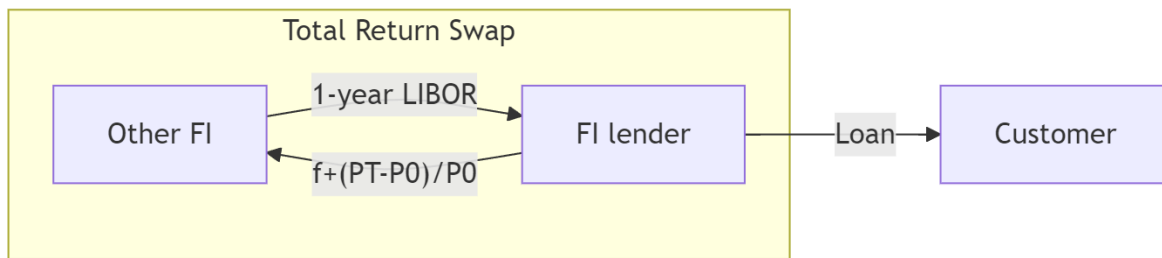 Total Return Swap
1-year LIBOR
Other FI
FI lender
Loan
Customer
f+(PT-P0)/P0